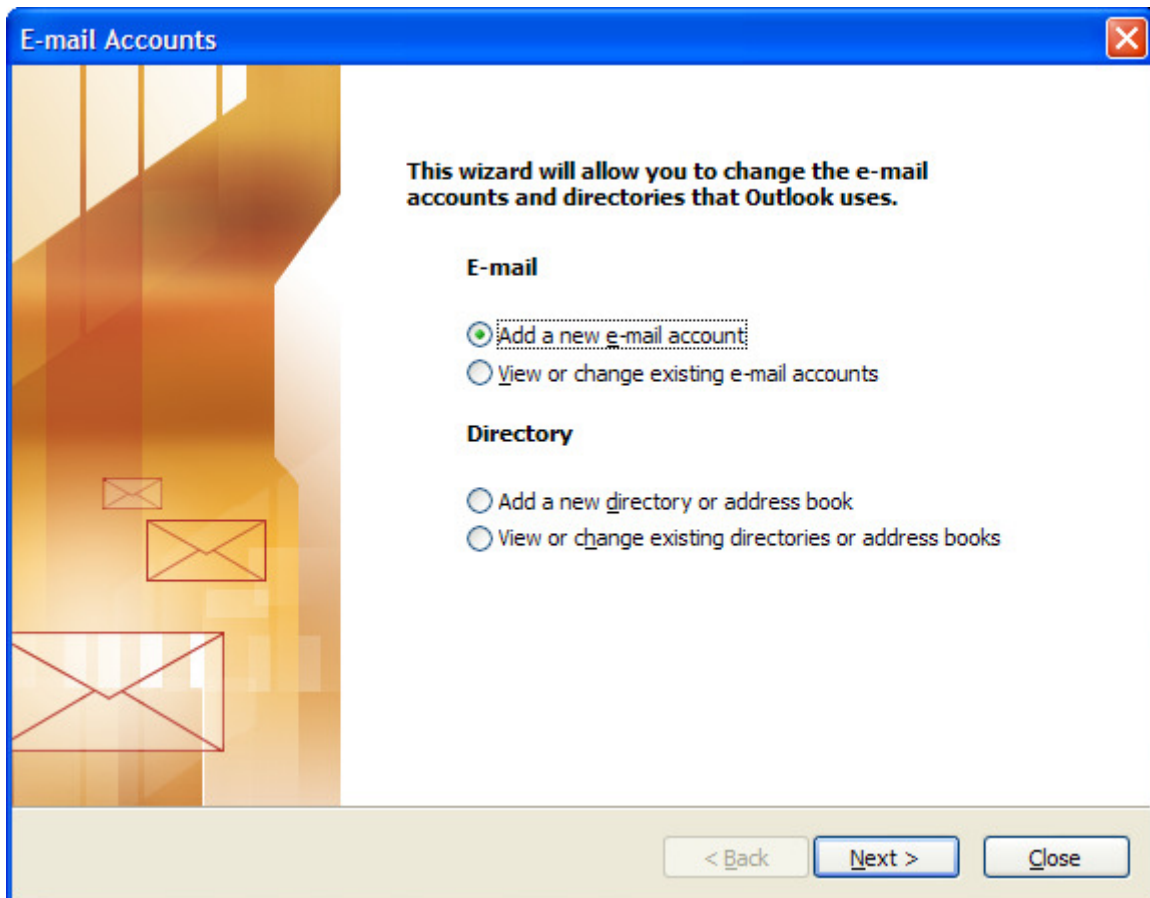 E-mail Accounts
This wizard will allow you to change the e-mail
accounts and directories that Outlook uses.
E-mail
Add a new e-mail account
View or change existing e-mail accounts
Directory
Add a new directory or address book
View or change existing directories or address books
< Back
Next >
Close